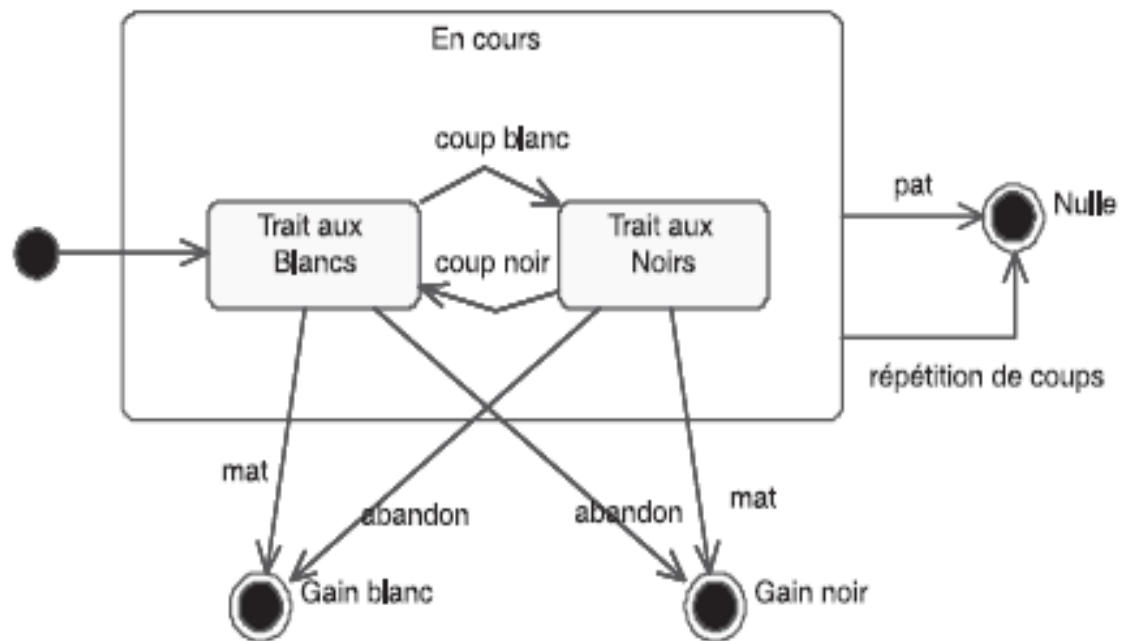 En cours
coup blanc
pat
Nulle
Trait aux
Blancs
Trait aux
Noirs
coup noir
répétition de coups
mat
abandon
abandon
mat
Gain blanc
Gain noir